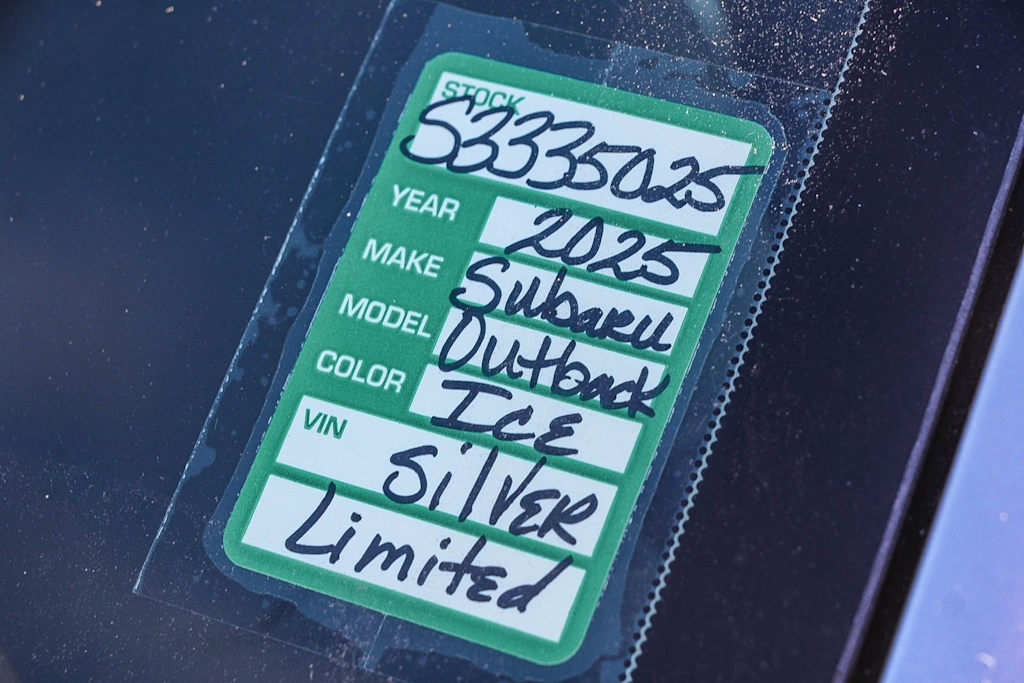 STOCK
S3335025
YEAR 2025
MAKE Subaru
MODEL Outback
COLOR ICE
VIN SilVER
Limited